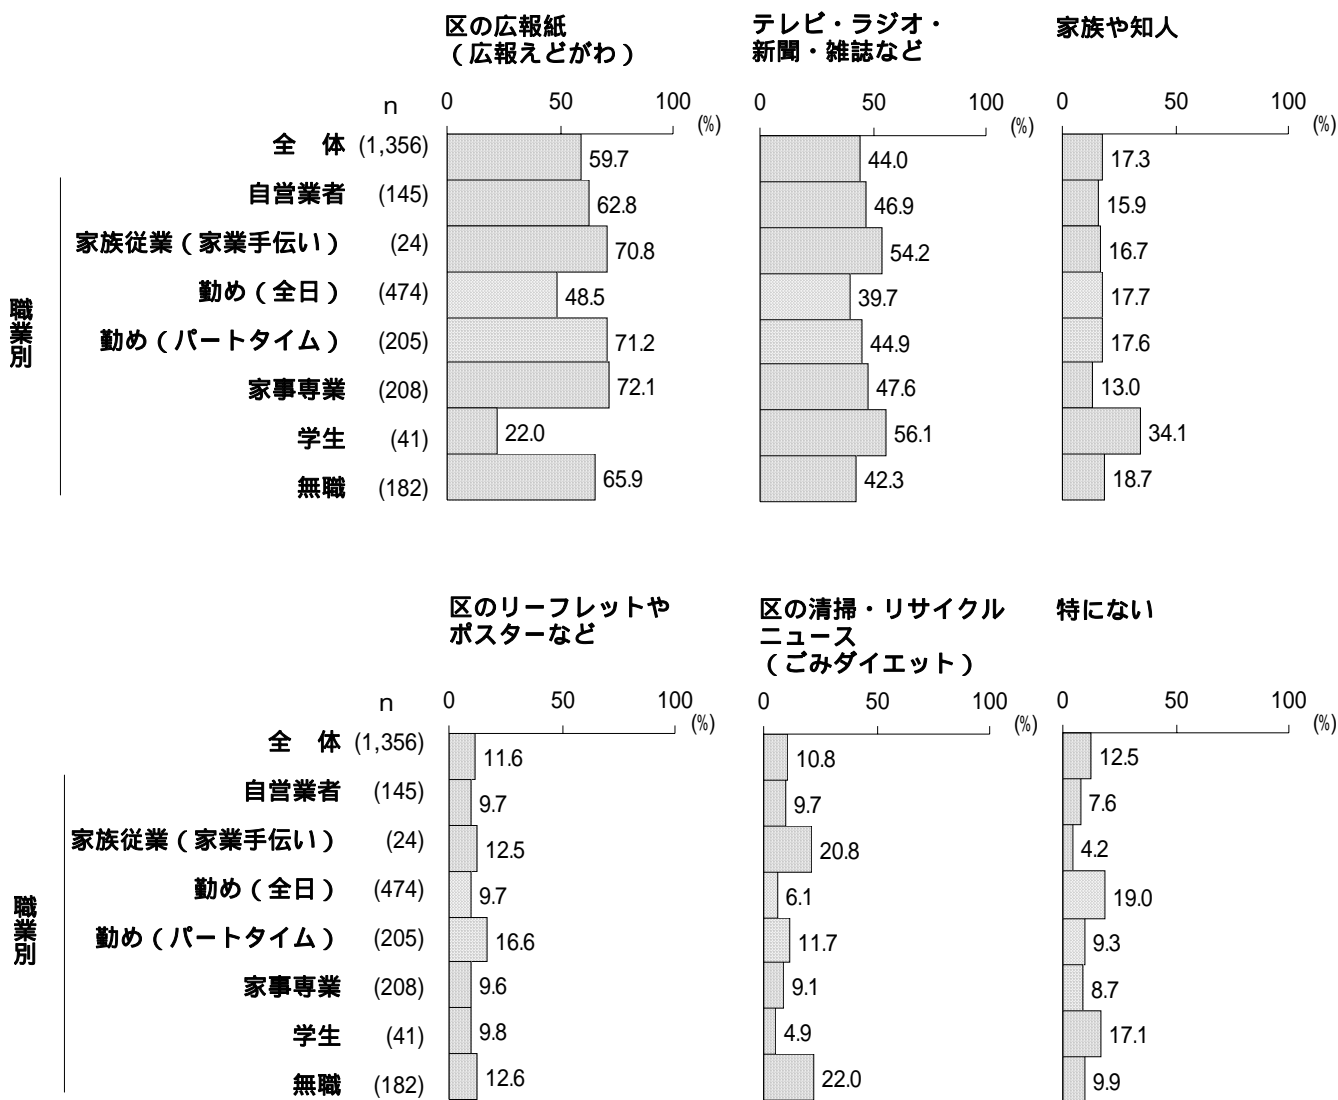 区の広報紙
（広報えどがわ）
テレビ・ラジオ・
新聞・雑誌など
家族や知人
n
0 50 100
(%)
0 50 100
(%)
0 50 100
(%)
職業別
全　体 (1,356) 59.7 44.0 17.3
自営業者 (145) 62.8 46.9 15.9
家族従業（家業手伝い） (24) 70.8 54.2 16.7
勤め（全日） (474) 48.5 39.7 17.7
勤め（パートタイム） (205) 71.2 44.9 17.6
家事専業 (208) 72.1 47.6 13.0
学生 (41) 22.0 56.1 34.1
無職 (182) 65.9 42.3 18.7
区のリーフレットや
ポスターなど
区の清掃・リサイクル
ニュース
（ごみダイエット）
特にない
n
0 50 100
(%)
0 50 100
(%)
0 50 100
(%)
職業別
全　体 (1,356) 11.6 10.8 12.5
自営業者 (145) 9.7 9.7 7.6
家族従業（家業手伝い） (24) 12.5 20.8 4.2
勤め（全日） (474) 9.7 6.1 19.0
勤め（パートタイム） (205) 16.6 11.7 9.3
家事専業 (208) 9.6 9.1 8.7
学生 (41) 9.8 4.9 17.1
無職 (182) 12.6 22.0 9.9